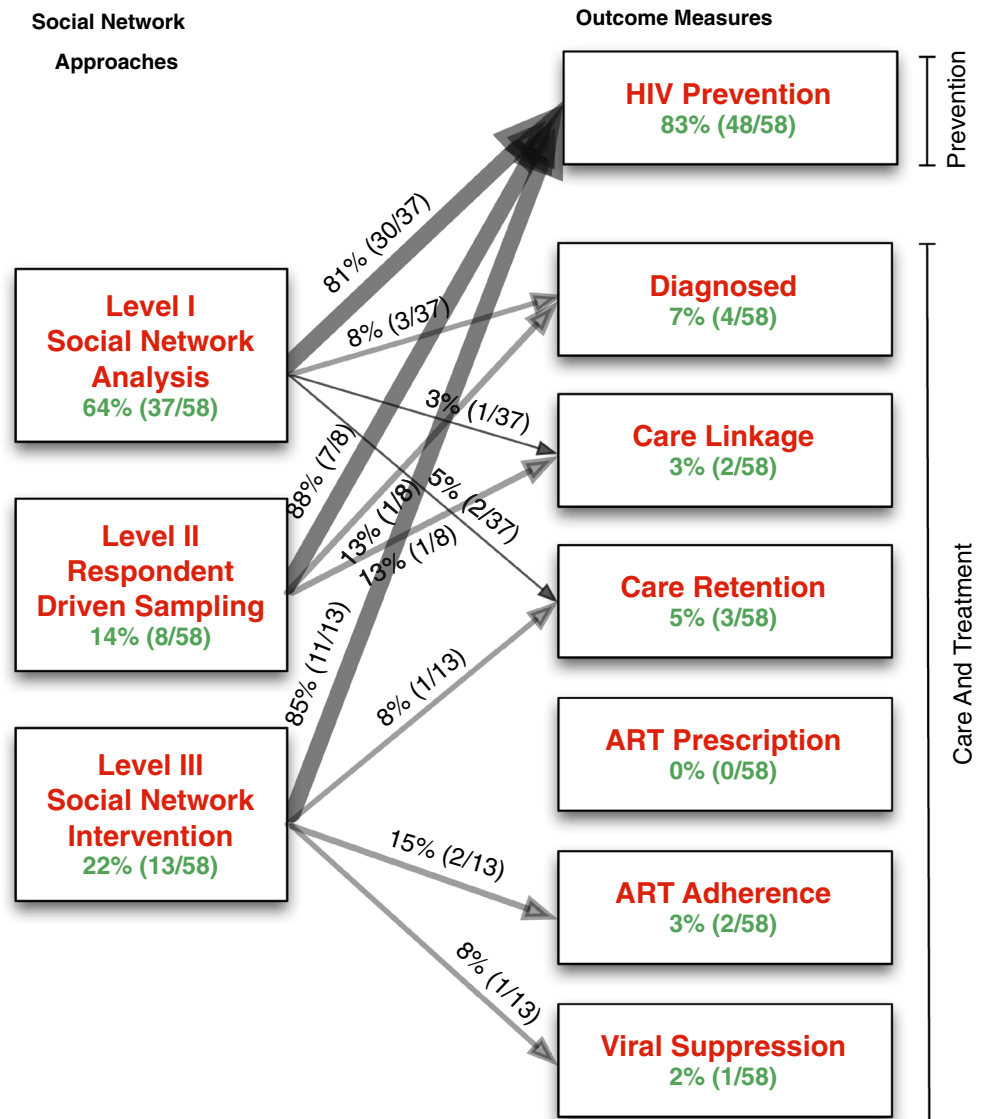 Social Network
Approaches
Outcome Measures
HIV Prevention
83% (48/58)
Prevention
81% (30/37)
Level I
Social Network
Analysis
64% (37/58)
8% (3/37)
Diagnosed
7% (4/58)
3% (1/37)
Care Linkage
3% (2/58)
5% (2/37)
88% (7/8)
13% (1/8)
13% (1/8)
Level II
Respondent
Driven Sampling
14% (8/58)
Care Retention
5% (3/58)
85% (11/13)
8% (1/13)
ART Prescription
0% (0/58)
Care And Treatment
Level III
Social Network
Intervention
22% (13/58)
15% (2/13)
ART Adherence
3% (2/58)
8% (1/13)
Viral Suppression
2% (1/58)